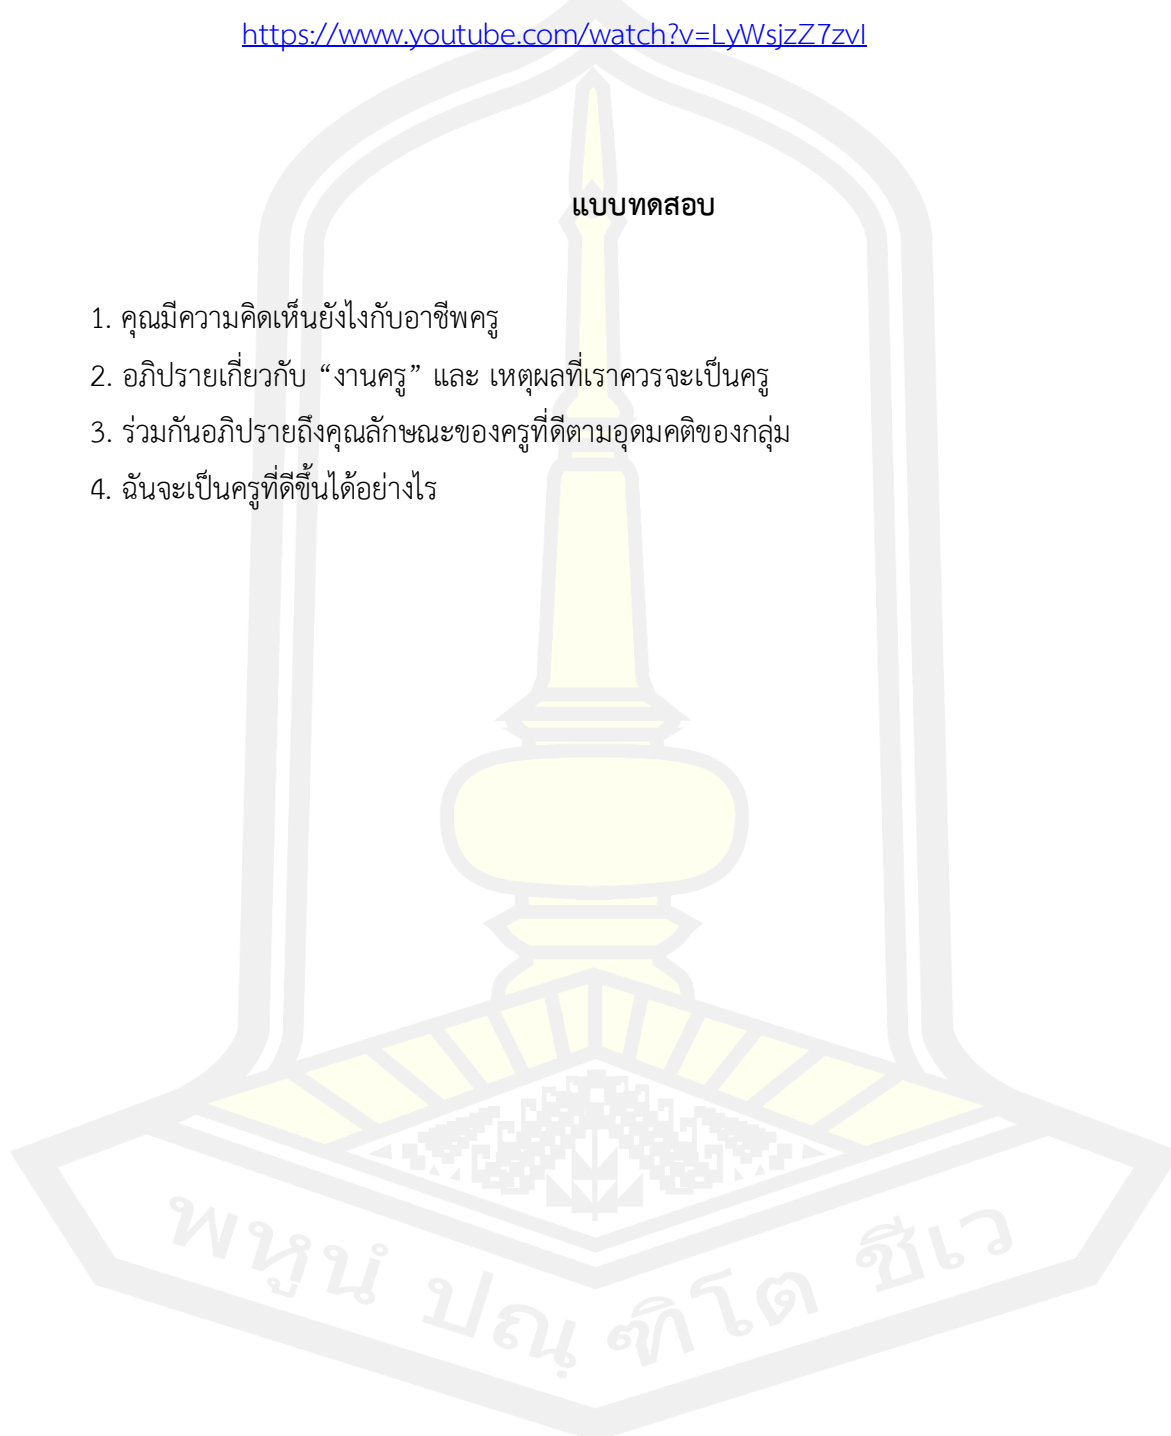 https://www.youtube.com/watch?v=LyWsjzZ7zvI
แบบทดสอบ
1. คุณมีความคิดเห็นยังไงกับอาชีพครู
2. อภิปรายเกี่ยวกับ “งานครู” และ เหตุผลที่เราควรจะเป็นครู
3. ร่วมกันอภิปรายถึงคุณลักษณะของครูที่ดีตามอุดมคติของกลุ่ม
4. ฉันจะเป็นครูที่ดีขึ้นได้อย่างไร
พหูนํ ปณฺฑิโต ชีเว